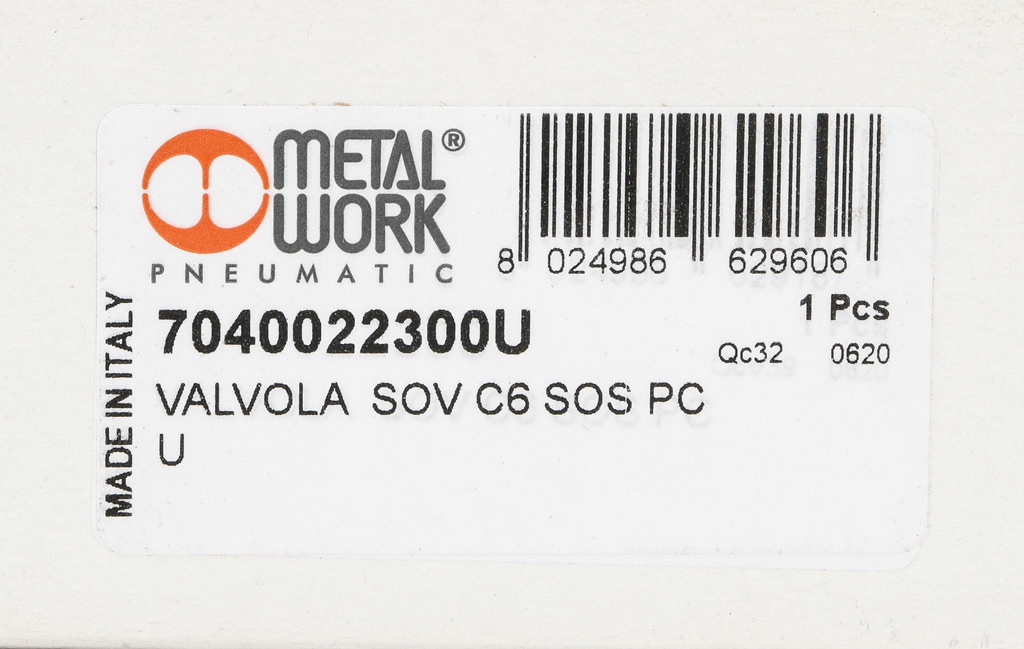 METAL®
WORK
PNEUMATIC
8 024986 629606
MADE IN ITALY
7040022300U
1 Pcs
Qc32 0620
VALVOLA SOV C6 SOS PC
U